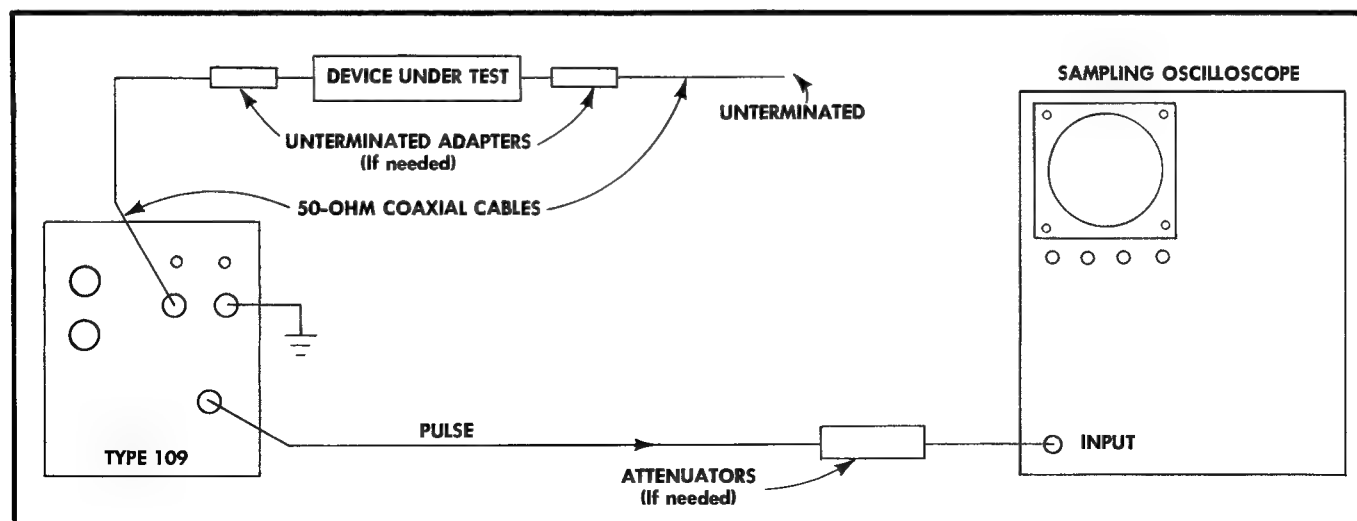 DEVICE UNDER TEST
SAMPLING OSCILLOSCOPE
UNTERMINATED
UNTERMINATED ADAPTERS
(If needed)
50-OHM COAXIAL CABLES
PULSE
INPUT
TYPE 109
ATTENUATORS
(If needed)